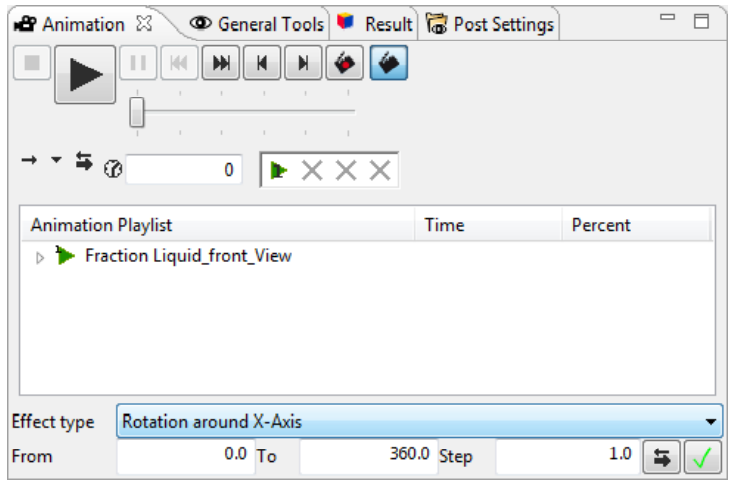 Animation General Tools Result Post Settings
0
Animation Playlist Time Percent
Fraction Liquid_front_View
Effect type Rotation around X-Axis
From 0.0 To 360.0 Step 1.0